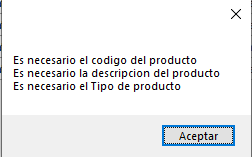 Es necesario el codigo del producto
Es necesario la descripcion del producto
Es necesario el Tipo de producto
Aceptar